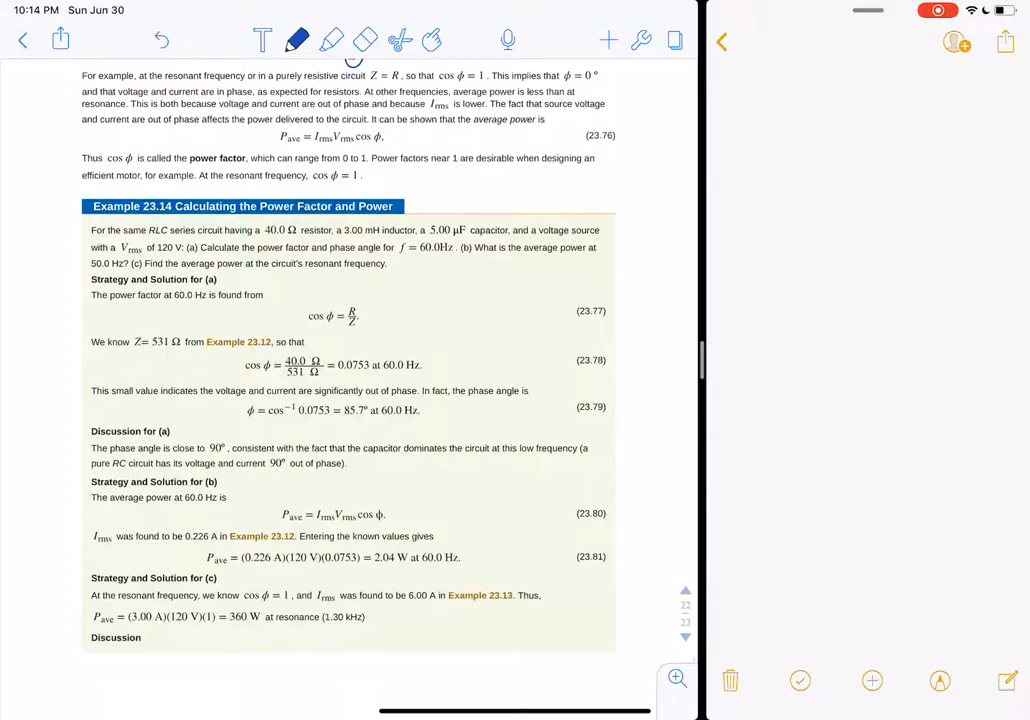 10:14 PM Sun Jun 30
For example, at the resonant frequency or in a purely resistive circuit Z = R, so that cos ϕ = 1. This implies that ϕ = 0 º
and that voltage and current are in phase, as expected for resistors. At other frequencies, average power is less than at
resonance. This is both because voltage and current are out of phase and because Irms is lower. The fact that source voltage
and current are out of phase affects the power delivered to the circuit. It can be shown that the average power is
Pave = IrmsVrms cos ϕ, (23.76)
Thus cos ϕ is called the power factor, which can range from 0 to 1. Power factors near 1 are desirable when designing an
efficient motor, for example. At the resonant frequency, cos ϕ = 1.
Example 23.14 Calculating the Power Factor and Power
For the same RLC series circuit having a 40.0 Ω resistor, a 3.00 mH inductor, a 5.00 μF capacitor, and a voltage source
with a Vrms of 120 V: (a) Calculate the power factor and phase angle for f = 60.0Hz. (b) What is the average power at
50.0 Hz? (c) Find the average power at the circuit's resonant frequency.
Strategy and Solution for (a)
The power factor at 60.0 Hz is found from
cos ϕ = R/Z. (23.77)
We know Z= 531 Ω from Example 23.12, so that
cos ϕ = 40.0 Ω/531 Ω = 0.0753 at 60.0 Hz. (23.78)
This small value indicates the voltage and current are significantly out of phase. In fact, the phase angle is
ϕ = cos−1 0.0753 = 85.7º at 60.0 Hz. (23.79)
Discussion for (a)
The phase angle is close to 90º, consistent with the fact that the capacitor dominates the circuit at this low frequency (a
pure RC circuit has its voltage and current 90º out of phase).
Strategy and Solution for (b)
The average power at 60.0 Hz is
Pave = IrmsVrms cos ϕ. (23.80)
Irms was found to be 0.226 A in Example 23.12. Entering the known values gives
Pave = (0.226 A)(120 V)(0.0753) = 2.04 W at 60.0 Hz. (23.81)
Strategy and Solution for (c)
At the resonant frequency, we know cos ϕ = 1, and Irms was found to be 6.00 A in Example 23.13. Thus,
Pave = (3.00 A)(120 V)(1) = 360 W at resonance (1.30 kHz)
Discussion
22
23